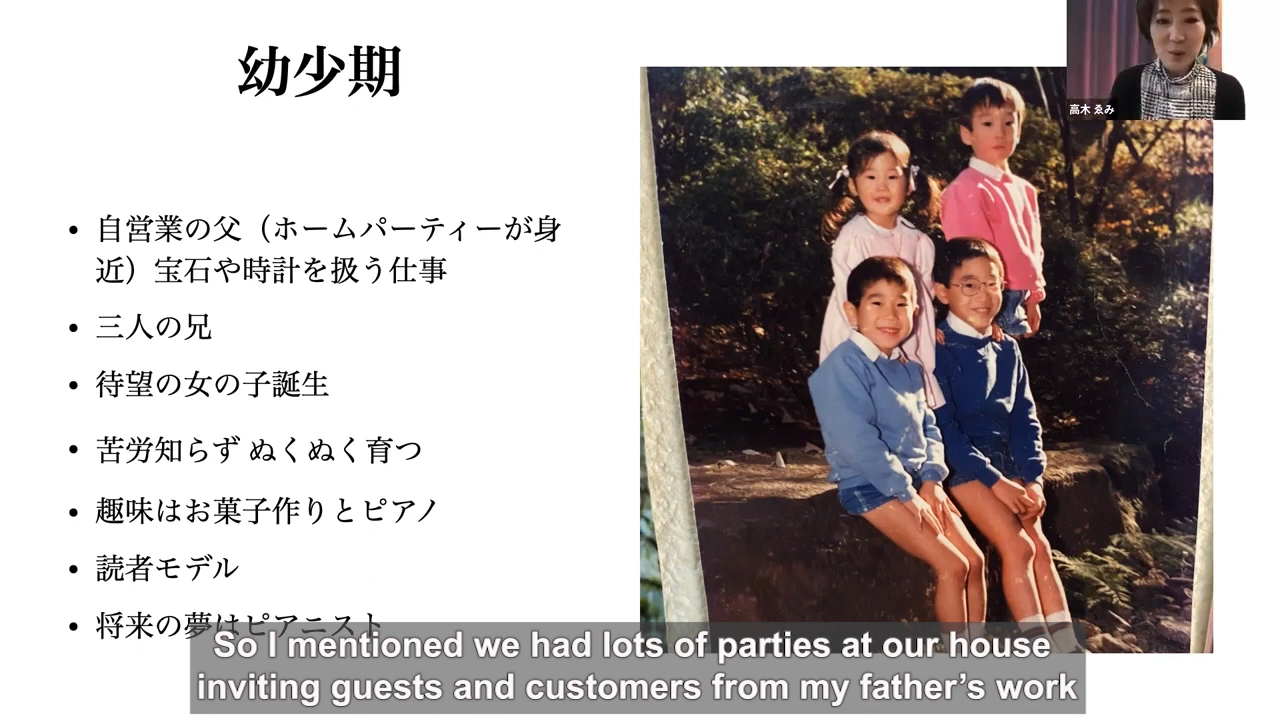 幼少期
高木 ゑみ
• 自営業の父（ホームパーティーが身
近）宝石や時計を扱う仕事
• 三人の兄
• 待望の女の子誕生
• 苦労知らず ぬくぬく育つ
• 趣味はお菓子作りとピアノ
• 読者モデル
• 将来の夢はピアニスト
So I mentioned we had lots of parties at our house
inviting guests and customers from my father’s work